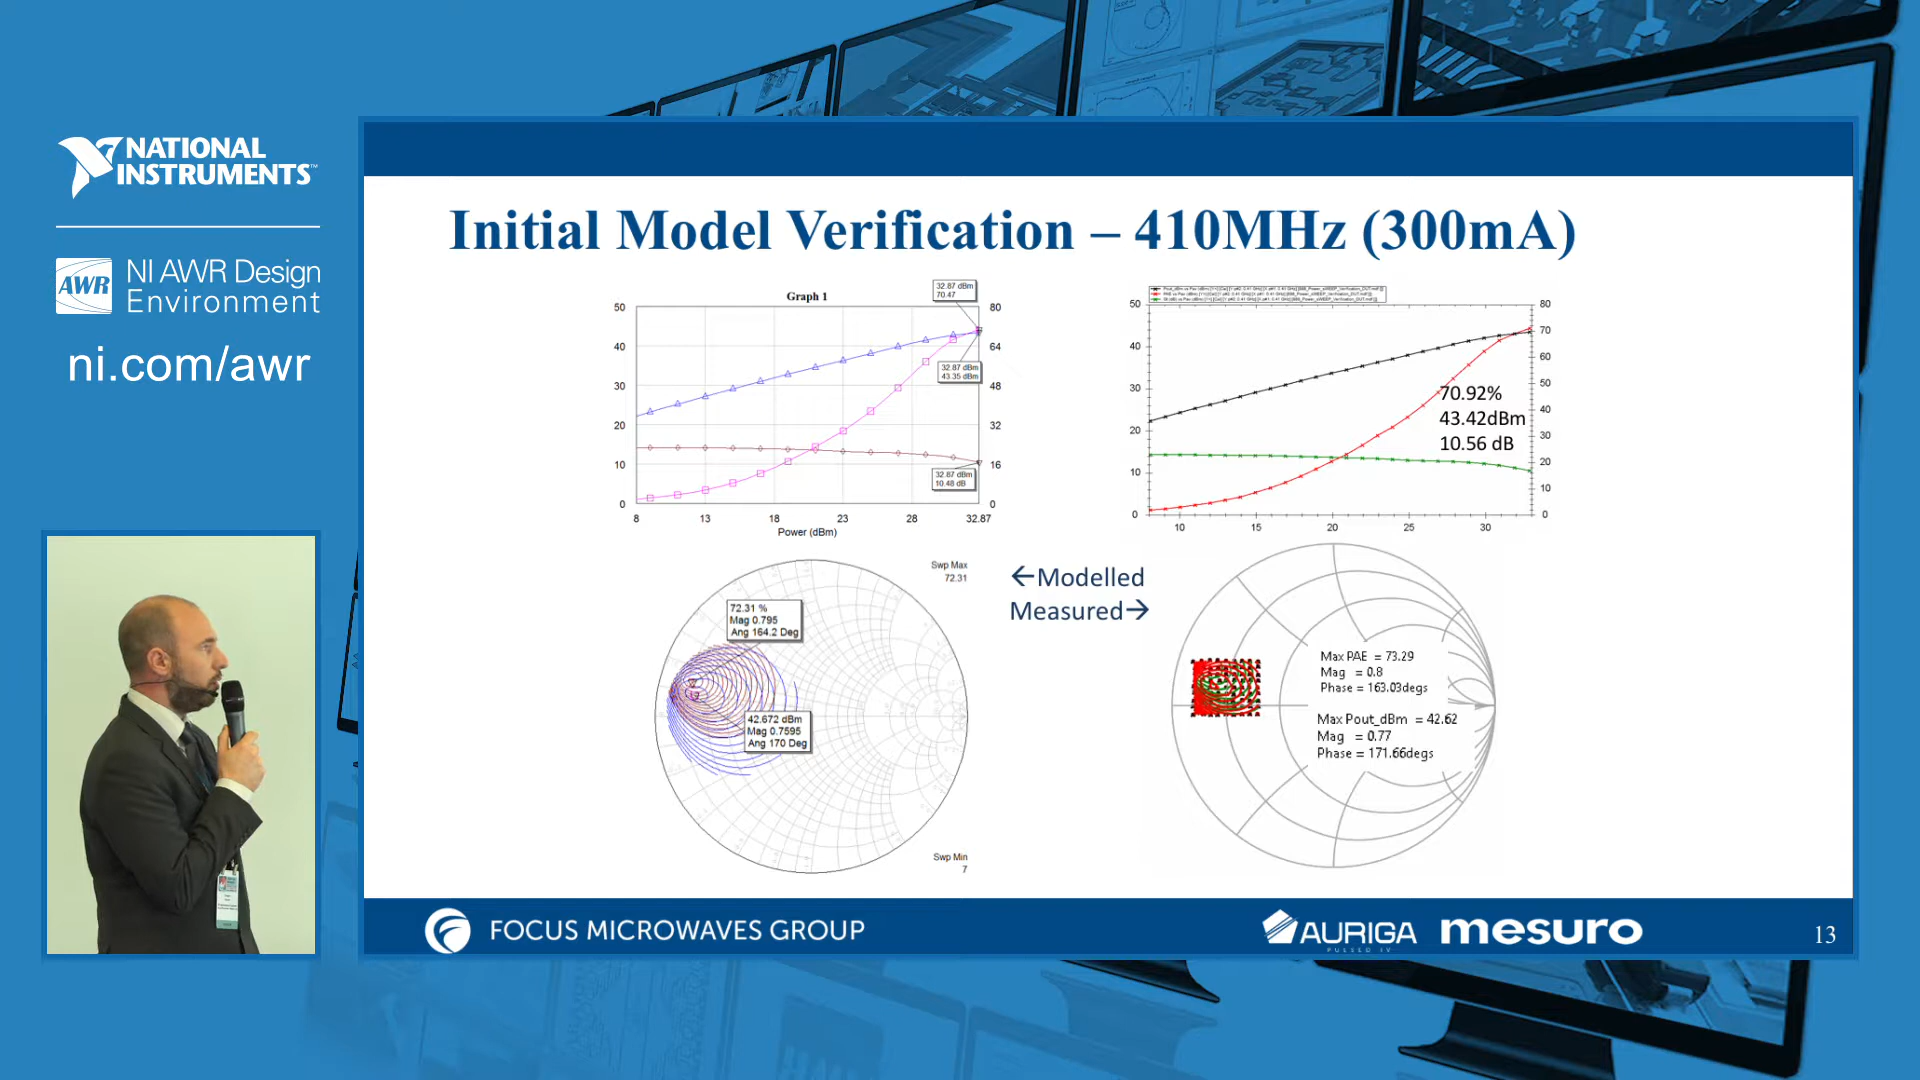 NATIONAL
INSTRUMENTS™
AWR
NI AWR Design
Environment
ni.com/awr
Initial Model Verification – 410MHz (300mA)
Graph 1
32.87 dBm
70.47
32.87 dBm
43.35 dBm
32.87 dBm
10.48 dB
50
40
30
20
10
0
80
64
48
32
16
0
8
13
18
23
28
32.87
Power (dBm)
50
40
30
20
10
0
80
70
60
50
40
30
20
10
0
10
15
20
25
30
70.92%
43.42dBm
10.56 dB
←Modelled
Measured→
Swp Max
72.31
72.31 %
Mag 0.795
Ang 164.2 Deg
42.672 dBm
Mag 0.7595
Ang 170 Deg
Swp Min
7
Max PAE = 73.29
Mag = 0.8
Phase = 163.03degs
Max Pout_dBm = 42.62
Mag = 0.77
Phase = 171.66degs
FOCUS MICROWAVES GROUP
AURIGA
PULSED IV
mesuro
13